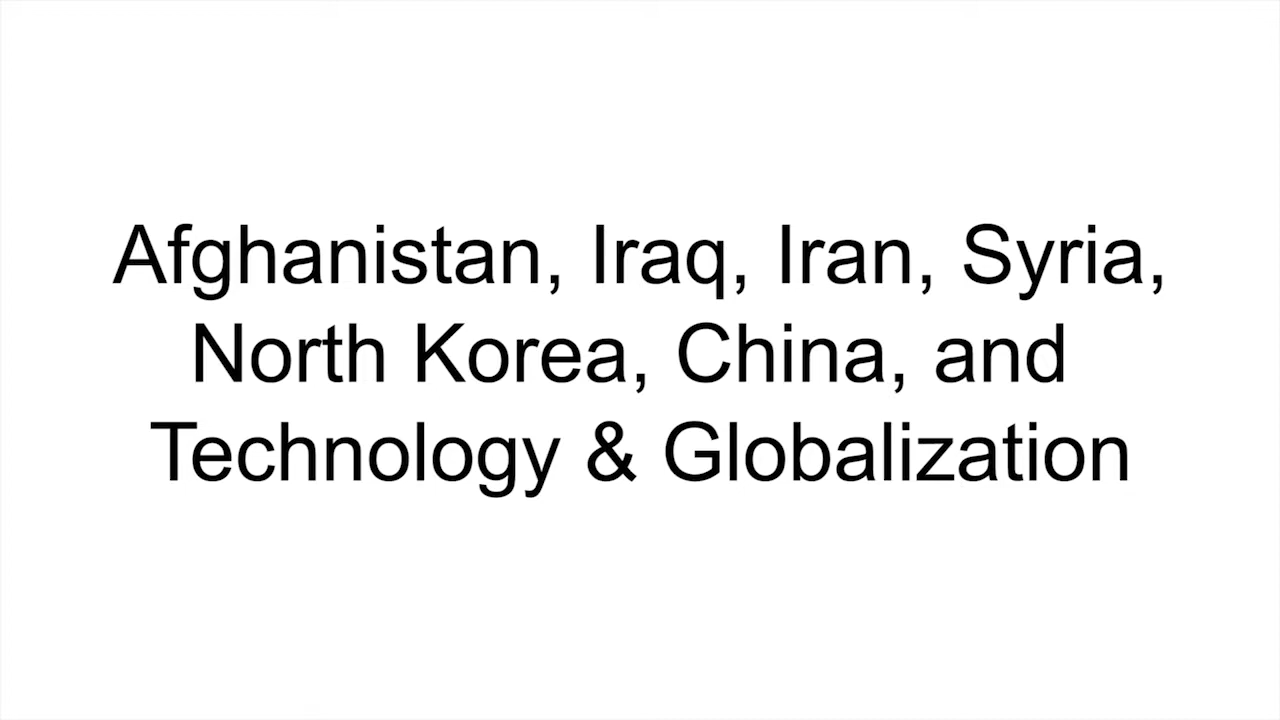 Afghanistan, Iraq, Iran, Syria,
North Korea, China, and
Technology & Globalization